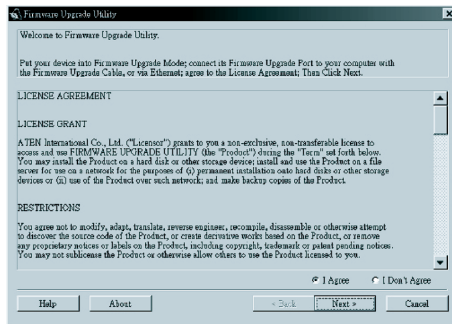 Firmware Upgrade Utility
Welcome to Firmware Upgrade Utility.
Put your device into Firmware Upgrade Mode; connect its Firmware Upgrade Port to your computer with
the Firmware Upgrade Cable, or via Ethernet; agree to the License Agreement; Then Click Next.
LICENSE AGREEMENT
LICENSE GRANT
ATEN International Co., Ltd. ("Licensor") grants to you a non-exclusive, non-transferable license to
access and use FIRMWARE UPGRADE UTILITY (the "Product") during the "Term" set forth below.
You may install the Product on a hard disk or other storage device; install and use the Product on a file
server for use on a network for the purposes of (i) permanent installation onto hard disks or other storage
devices or (ii) use of the Product over such network; and make backup copies of the Product.
RESTRICTIONS
You agree not to modify, adapt, translate, reverse engineer, recompile, disassemble or otherwise attempt
to discover the source code of the Product, or create derivative works based on the Product, or remove
any proprietary notices or labels on the Product, including copyright, trademark or patent pending notices.
You may not sublicense the Product or otherwise allow others to use the Product licensed to you.
I Agree I Don't Agree
Help About < Back Next > Cancel